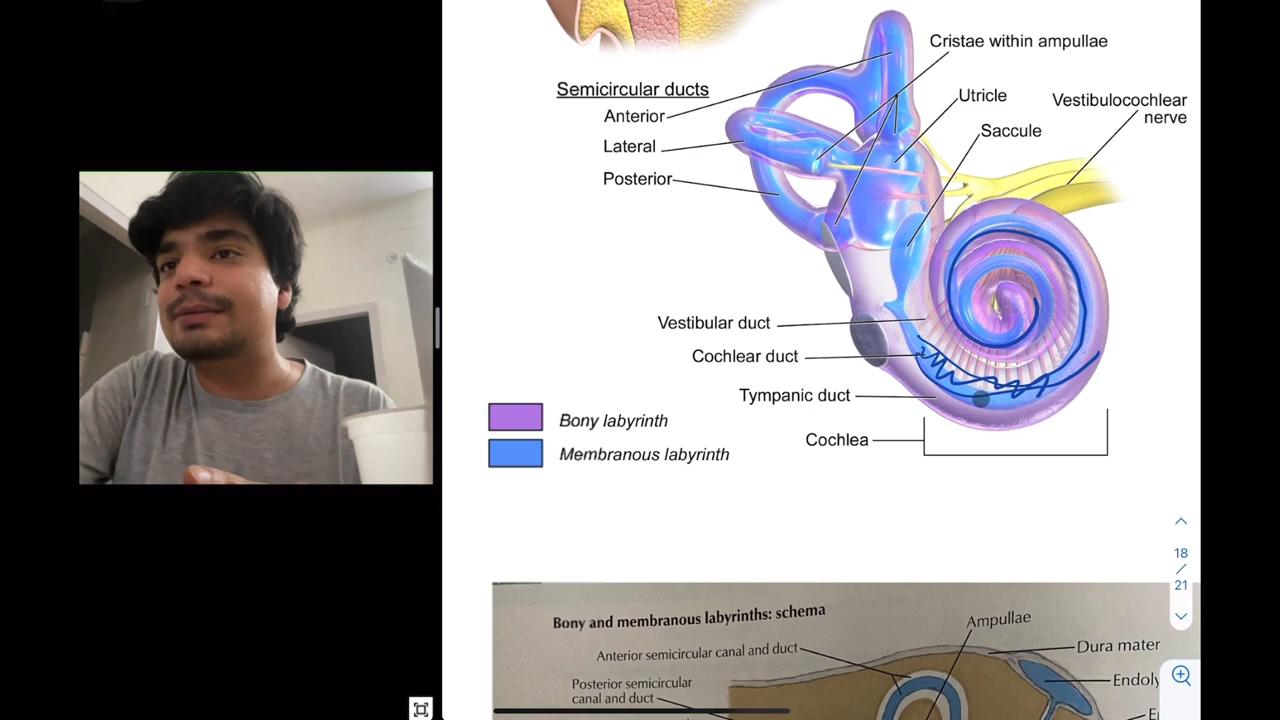 Cristae within ampullae
Semicircular ducts
Anterior
Utricle
Vestibulocochlear
nerve
Saccule
Lateral
Posterior
Vestibular duct
Cochlear duct
Tympanic duct
Bony labyrinth
Cochlea
Membranous labyrinth
18
/
21
Bony and membranous labyrinths: schema
Ampullae
Anterior semicircular canal and duct
Dura mater
Posterior semicircular
canal and duct
Endoly